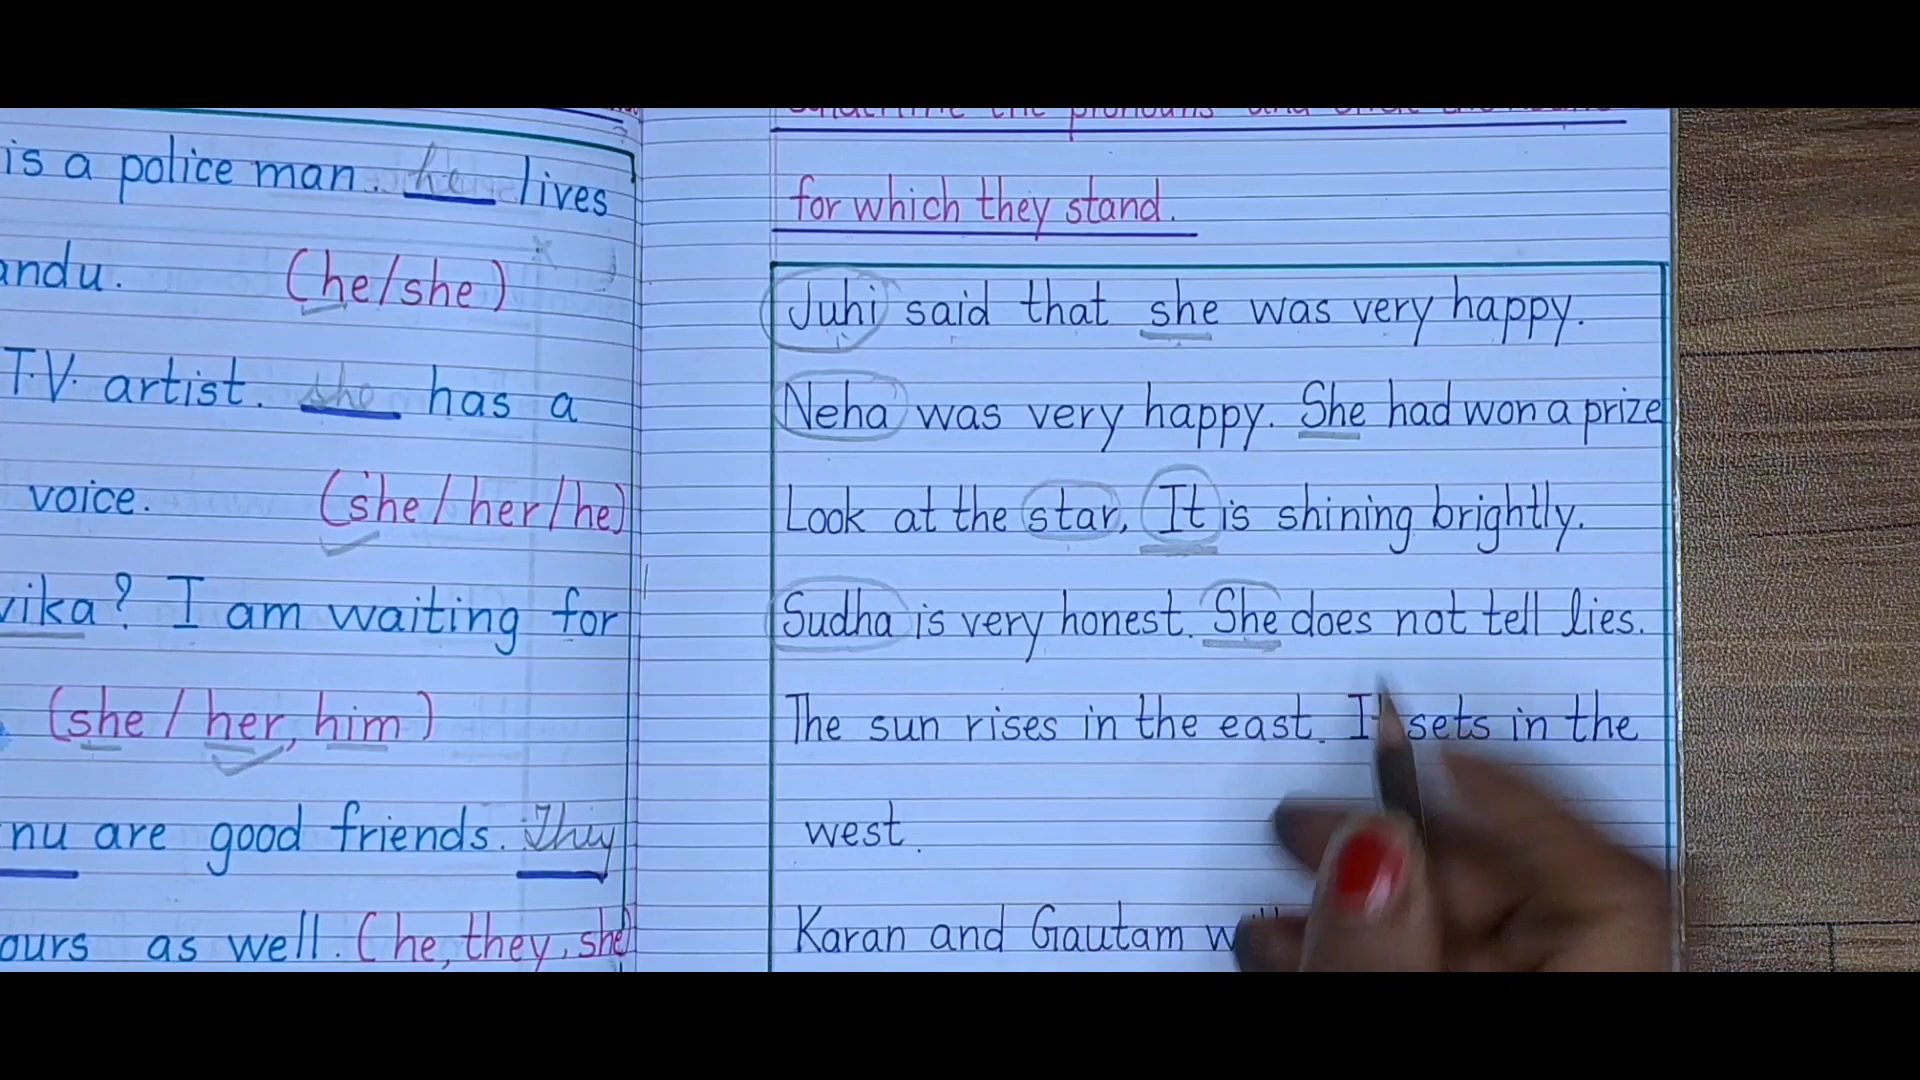 is a police man. he lives
andu. (he/she)
T.V. artist. she has a
voice. (she/her/he)
vika? I am waiting for
(she/her, him)
nu are good friends. They
ours as well. (he, they, she)
for which they stand.
Juhi said that she was very happy.
Neha was very happy. She had won a prize
Look at the star. It is shining brightly.
Sudha is very honest. She does not tell lies.
The sun rises in the east. It sets in the
west.
Karan and Gautam